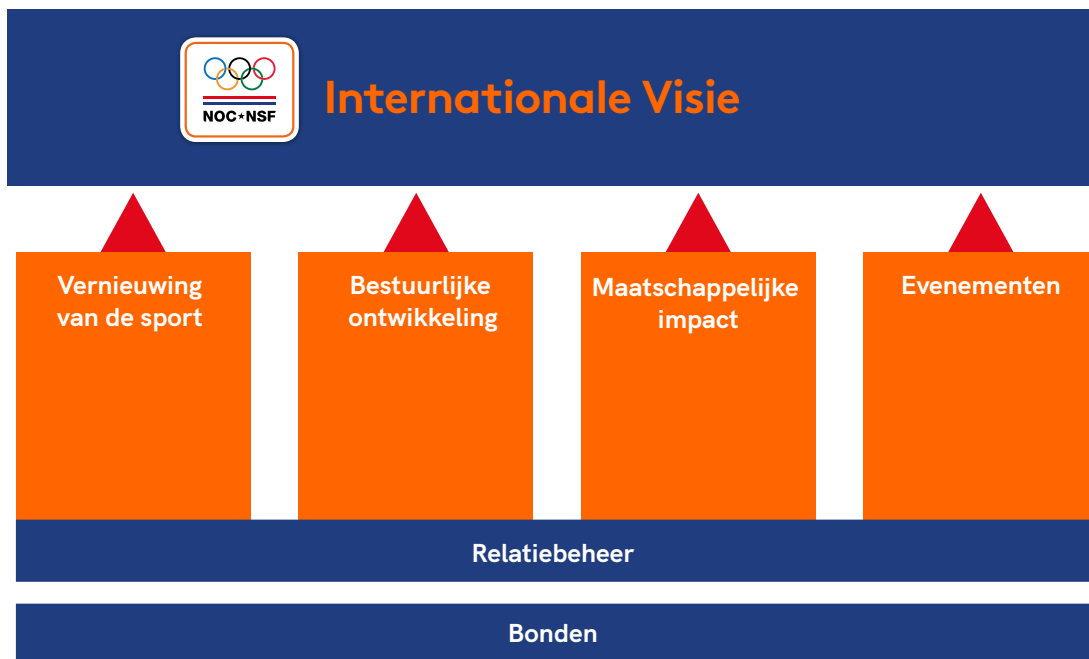 NOC★NSF
Internationale Visie
Vernieuwing
van de sport
Bestuurlijke
ontwikkeling
Maatschappelijke
impact
Evenementen
Relatiebeheer
Bonden